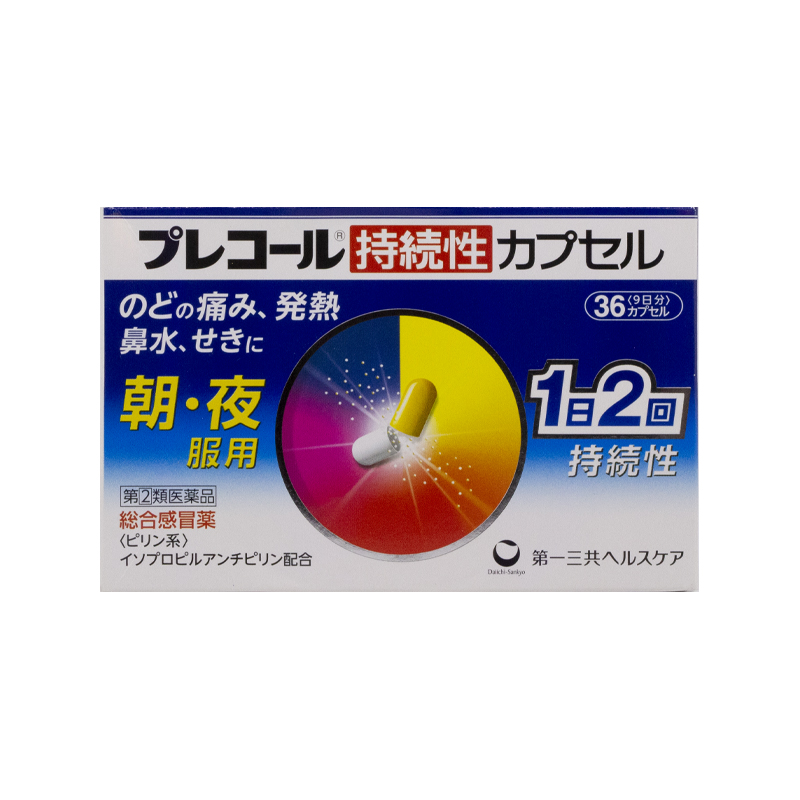 プレコール® 持続性 カプセル
のどの痛み、発熱
鼻水、せきに
36〈9日分〉カプセル
朝・夜
服用
1日2回
持続性
指②類医薬品
総合感冒薬
〈ピリン系〉
イソプロピルアンチピリン配合
Daiichi-Sankyo
第一三共ヘルスケア